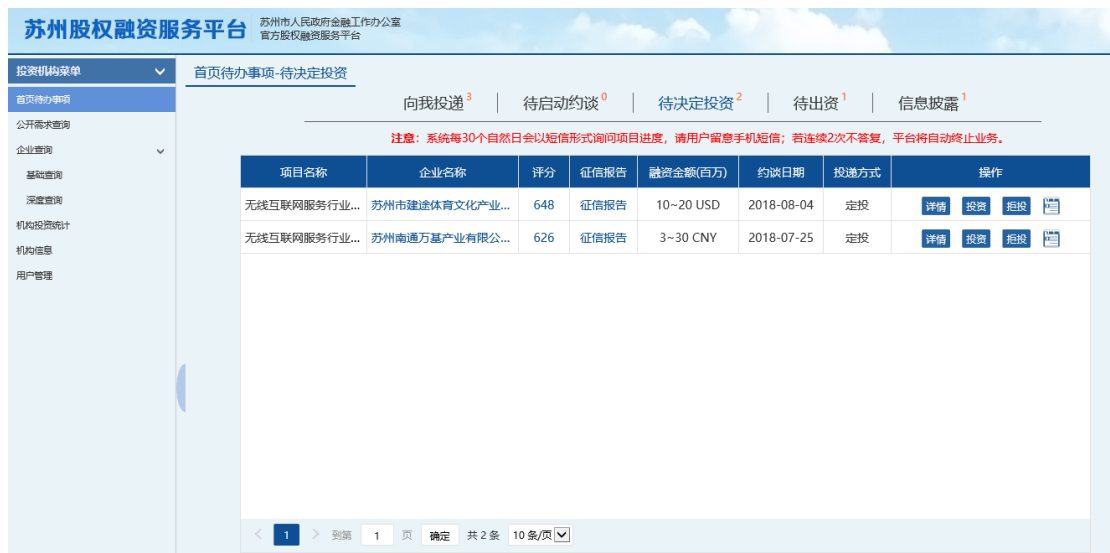 苏州股权融资服务平台
苏州市人民政府金融工作办公室
官方股权融资服务平台
投资机构菜单
首页待办事项
公开需求查询
企业查询
基础查询
深度查询
机构投资统计
机构信息
用户管理
首页待办事项-待决定投资
向我投递3 待启动约谈0 待决定投资2 待出资1 信息披露1
注意：系统每30个自然日会以短信形式询问项目进度，请用户留意手机短信；若连续2次不答复，平台将自动终止业务。
项目名称 企业名称 评分 征信报告 融资金额(百万) 约谈日期 投递方式 操作
无线互联网服务行业... 苏州市建途体育文化产业... 648 征信报告 10~20 USD 2018-08-04 定投 详情 投资 拒投
无线互联网服务行业... 苏州南通万基产业有限公... 626 征信报告 3~30 CNY 2018-07-25 定投 详情 投资 拒投
< 1 > 到第 1 页 确定 共 2 条 10 条/页